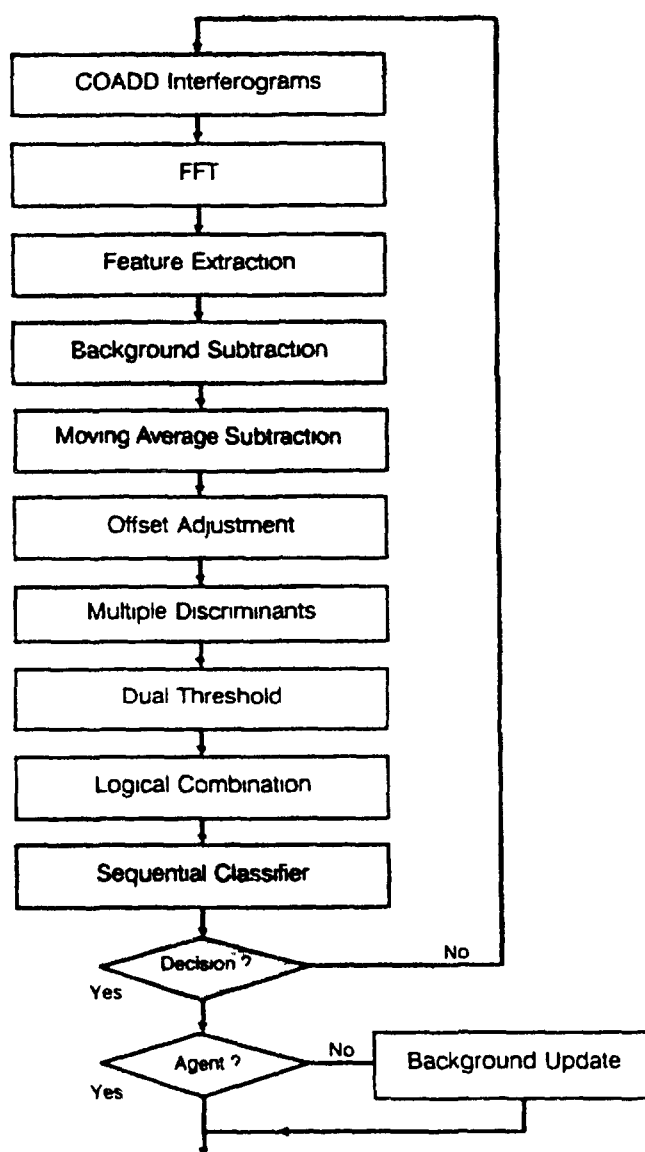 COADD Interferograms
FFT
Feature Extraction
Background Subtraction
Moving Average Subtraction
Offset Adjustment
Multiple Discriminants
Dual Threshold
Logical Combination
Sequential Classifier
Decision ?
No
Yes
Agent ?
No
Background Update
Yes